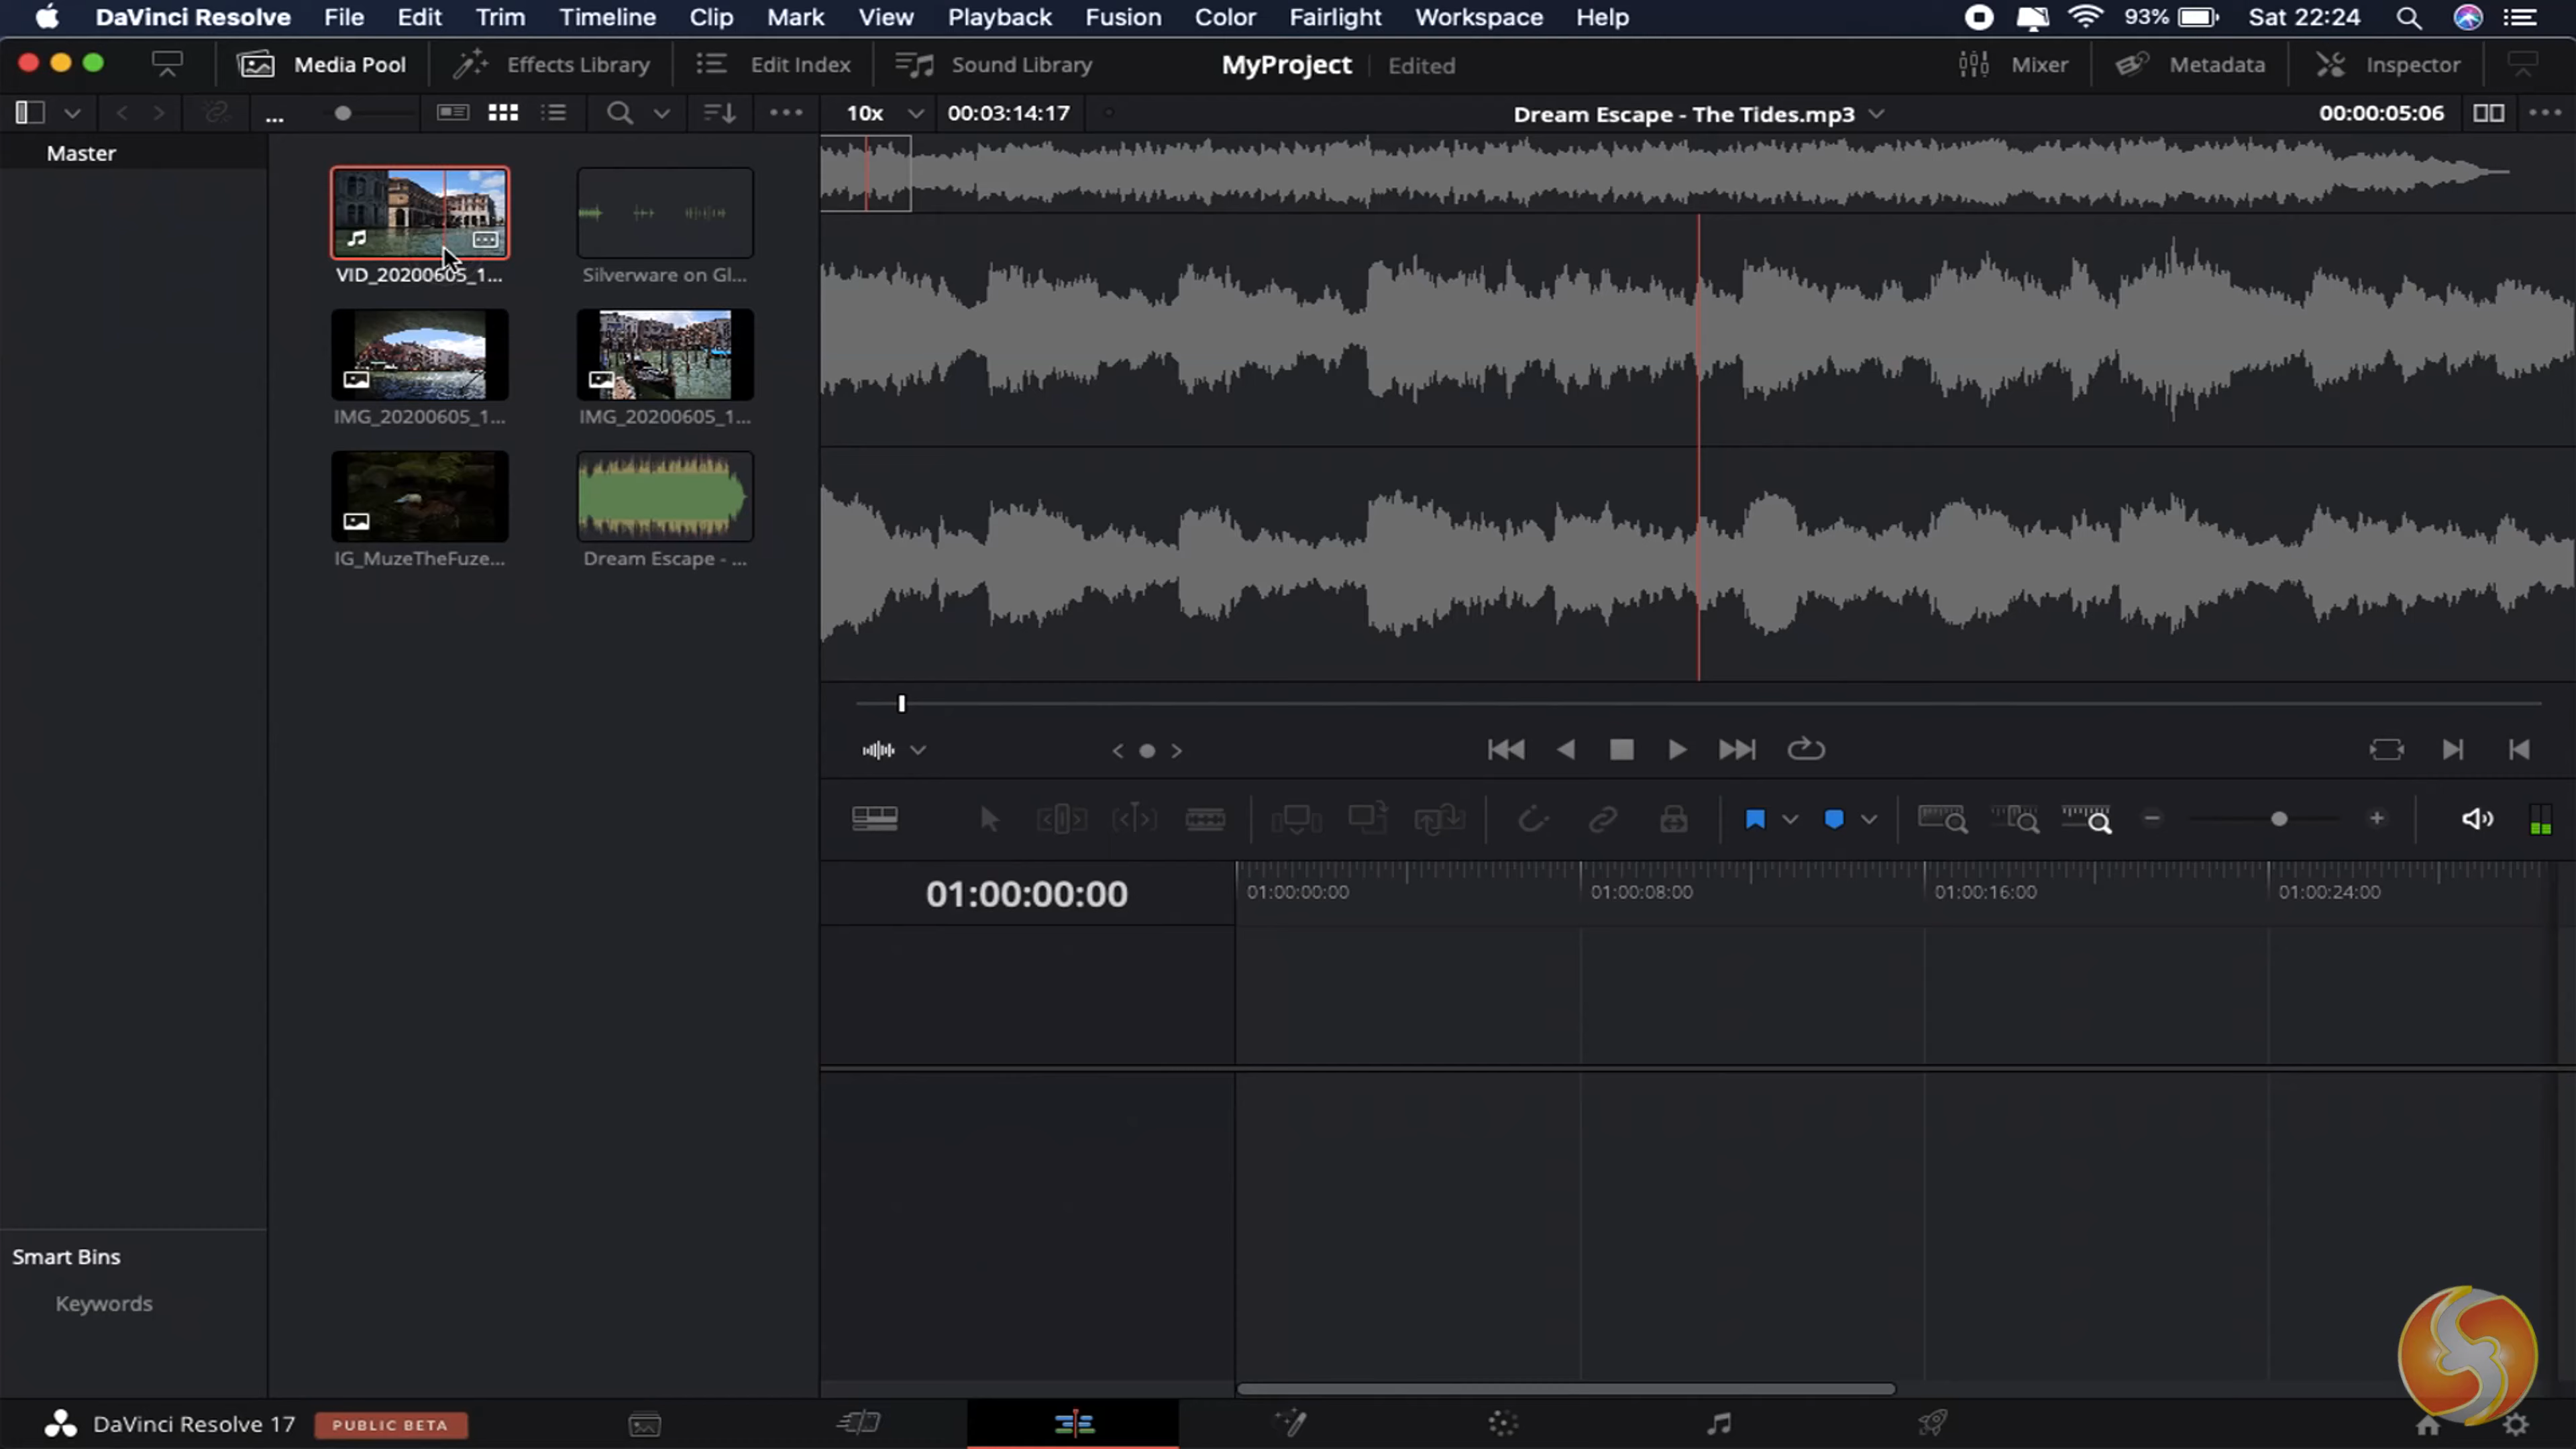 DaVinci Resolve File Edit Trim Timeline Clip Mark View Playback Fusion Color Fairlight Workspace Help 93% Sat 22:24
Media Pool Effects Library Edit Index Sound Library MyProject Edited Mixer Metadata Inspector
... 10x 00:03:14:17 Dream Escape - The Tides.mp3 00:00:05:06
Master
VID_20200605_1... Silverware on Gl...
IMG_20200605_1... IMG_20200605_1...
IG_MuzeTheFuze... Dream Escape - ...
01:00:00:00 01:00:00:00 01:00:08:00 01:00:16:00 01:00:24:00
Smart Bins
Keywords
DaVinci Resolve 17 PUBLIC BETA